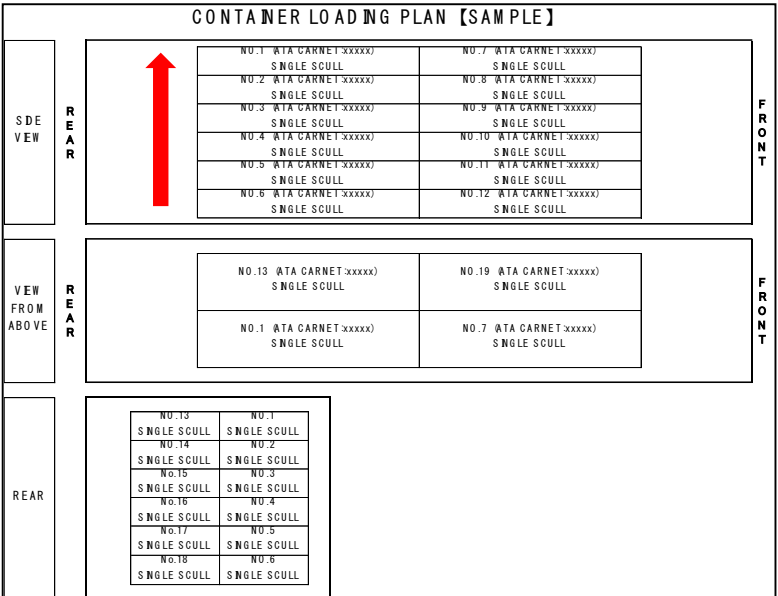 CONTAINER LOADING PLAN【SAMPLE】
SIDE
VIEW
REAR
NO.1 (ATA CARNET:xxxxx)
SINGLE SCULL
NO.7 (ATA CARNET:xxxxx)
SINGLE SCULL
NO.2 (ATA CARNET:xxxxx)
SINGLE SCULL
NO.8 (ATA CARNET:xxxxx)
SINGLE SCULL
NO.3 (ATA CARNET:xxxxx)
SINGLE SCULL
NO.9 (ATA CARNET:xxxxx)
SINGLE SCULL
NO.4 (ATA CARNET:xxxxx)
SINGLE SCULL
NO.10 (ATA CARNET:xxxxx)
SINGLE SCULL
NO.5 (ATA CARNET:xxxxx)
SINGLE SCULL
NO.11 (ATA CARNET:xxxxx)
SINGLE SCULL
NO.6 (ATA CARNET:xxxxx)
SINGLE SCULL
NO.12 (ATA CARNET:xxxxx)
SINGLE SCULL
FRONT
VIEW
FROM
ABOVE
REAR
NO.13 (ATA CARNET:xxxxx)
SINGLE SCULL
NO.19 (ATA CARNET:xxxxx)
SINGLE SCULL
NO.1 (ATA CARNET:xxxxx)
SINGLE SCULL
NO.7 (ATA CARNET:xxxxx)
SINGLE SCULL
FRONT
REAR
NO.13
SINGLE SCULL
NO.1
SINGLE SCULL
NO.14
SINGLE SCULL
NO.2
SINGLE SCULL
No.15
SINGLE SCULL
NO.3
SINGLE SCULL
No.16
SINGLE SCULL
NO.4
SINGLE SCULL
No.17
SINGLE SCULL
NO.5
SINGLE SCULL
No.18
SINGLE SCULL
NO.6
SINGLE SCULL